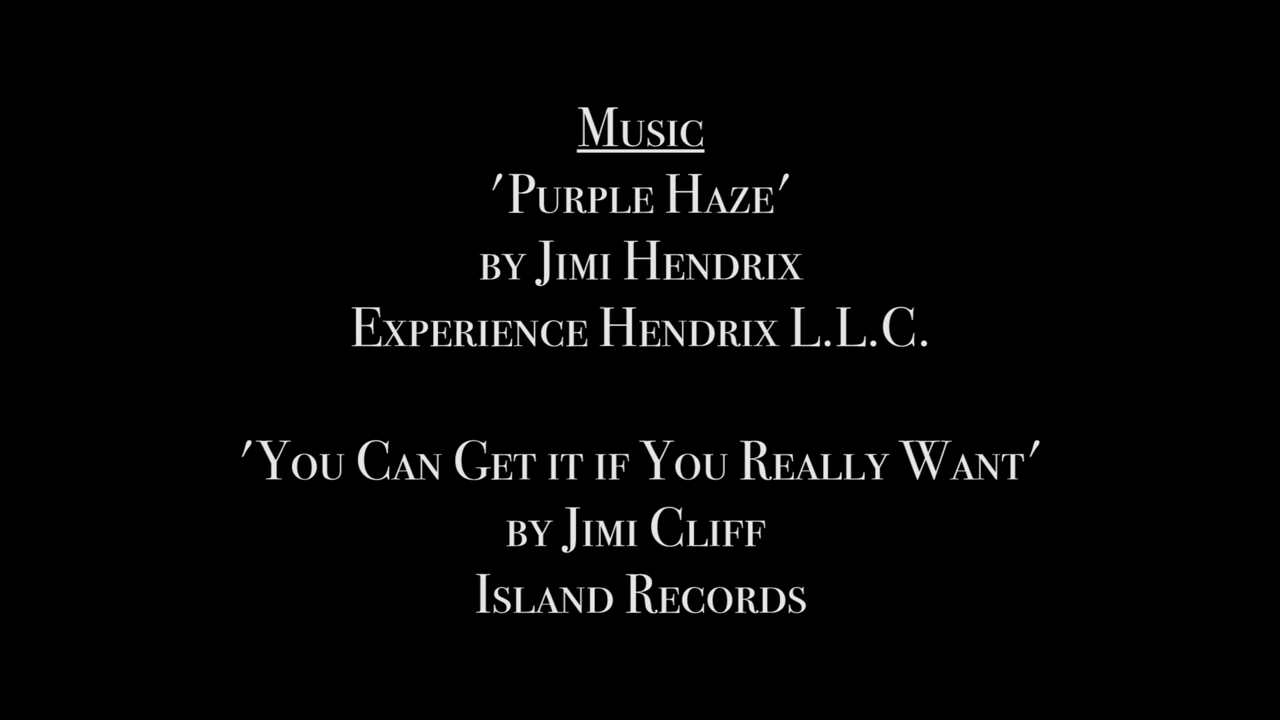 Music
'Purple Haze'
by Jimi Hendrix
Experience Hendrix L.L.C.
'You Can Get it if You Really Want'
by Jimi Cliff
Island Records